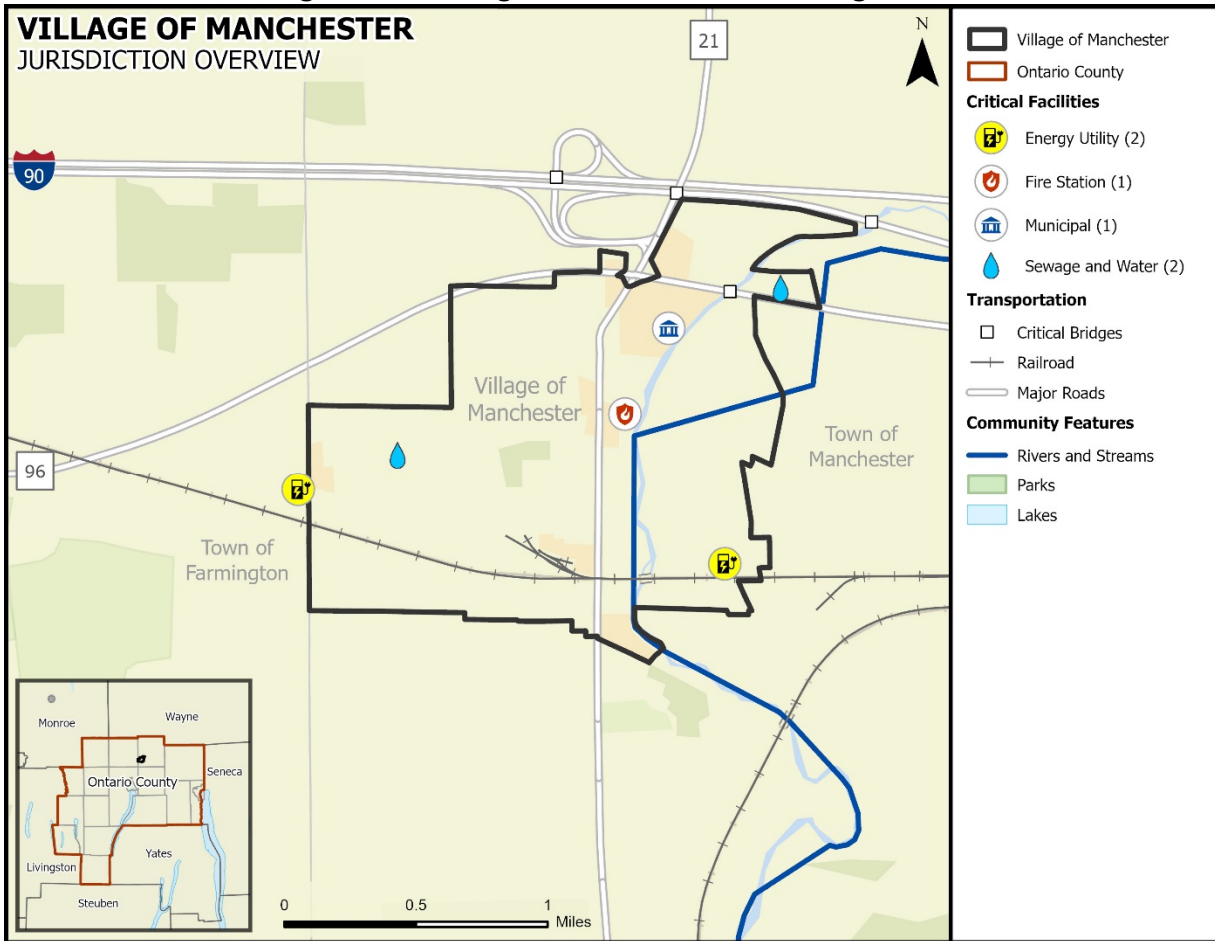 VILLAGE OF MANCHESTER
JURISDICTION OVERVIEW
21
N
90
Village of
Manchester
Town of
Manchester
96
Town of
Farmington
Monroe
Wayne
Ontario County
Seneca
Yates
Livingston
Steuben
0 0.5 1
Miles
Village of Manchester
Ontario County
Critical Facilities
Energy Utility (2)
Fire Station (1)
Municipal (1)
Sewage and Water (2)
Transportation
Critical Bridges
Railroad
Major Roads
Community Features
Rivers and Streams
Parks
Lakes